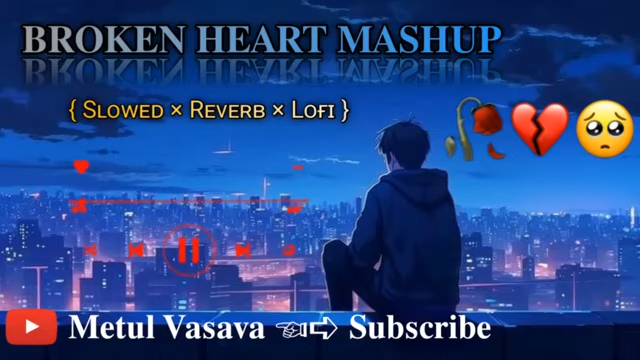 BROKEN HEART MASHUP
{ Slowed × Reverb × Lofi }
Metul Vasava ☜➩ Subscribe